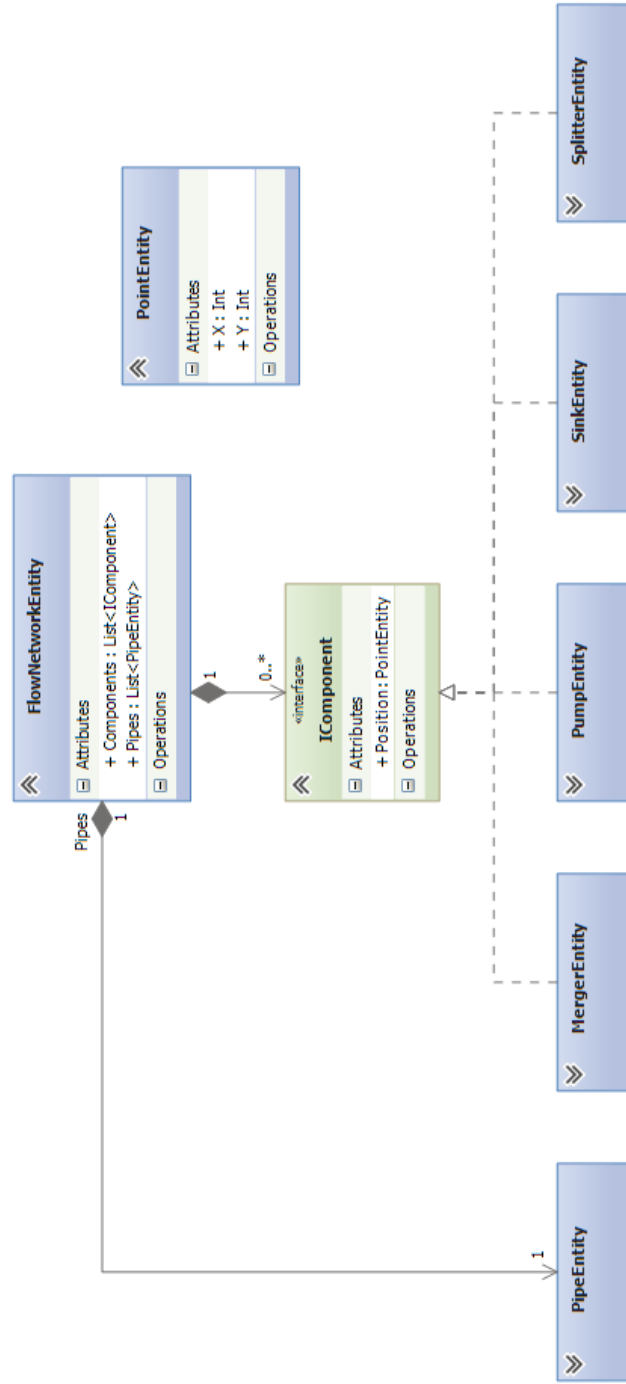 FlowNetworkEntity
Attributes
+ Components : List<IComponent>
+ Pipes : List<PipeEntity>
Operations
Pipes
1
1
0..*
PointEntity
Attributes
+ X : Int
+ Y : Int
Operations
«interface»
IComponent
Attributes
+ Position : PointEntity
Operations
1
PipeEntity
MergerEntity
PumpEntity
SinkEntity
SplitterEntity